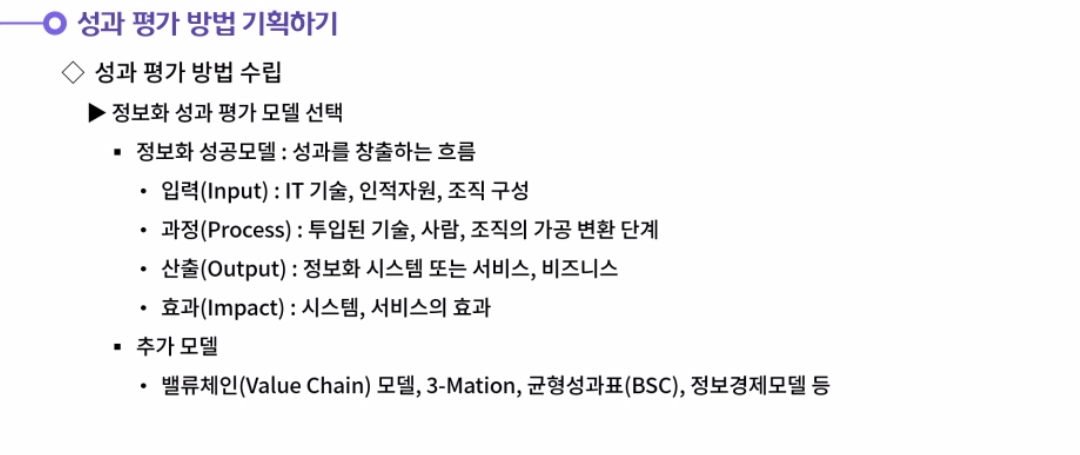 성과 평가 방법 기획하기
◇ 성과 평가 방법 수립
▶ 정보화 성과 평가 모델 선택
▪ 정보화 성공모델 : 성과를 창출하는 흐름
• 입력(Input) : IT 기술, 인적자원, 조직 구성
• 과정(Process) : 투입된 기술, 사람, 조직의 가공 변환 단계
• 산출(Output) : 정보화 시스템 또는 서비스, 비즈니스
• 효과(Impact) : 시스템, 서비스의 효과
▪ 추가 모델
• 밸류체인(Value Chain) 모델, 3-Mation, 균형성과표(BSC), 정보경제모델 등